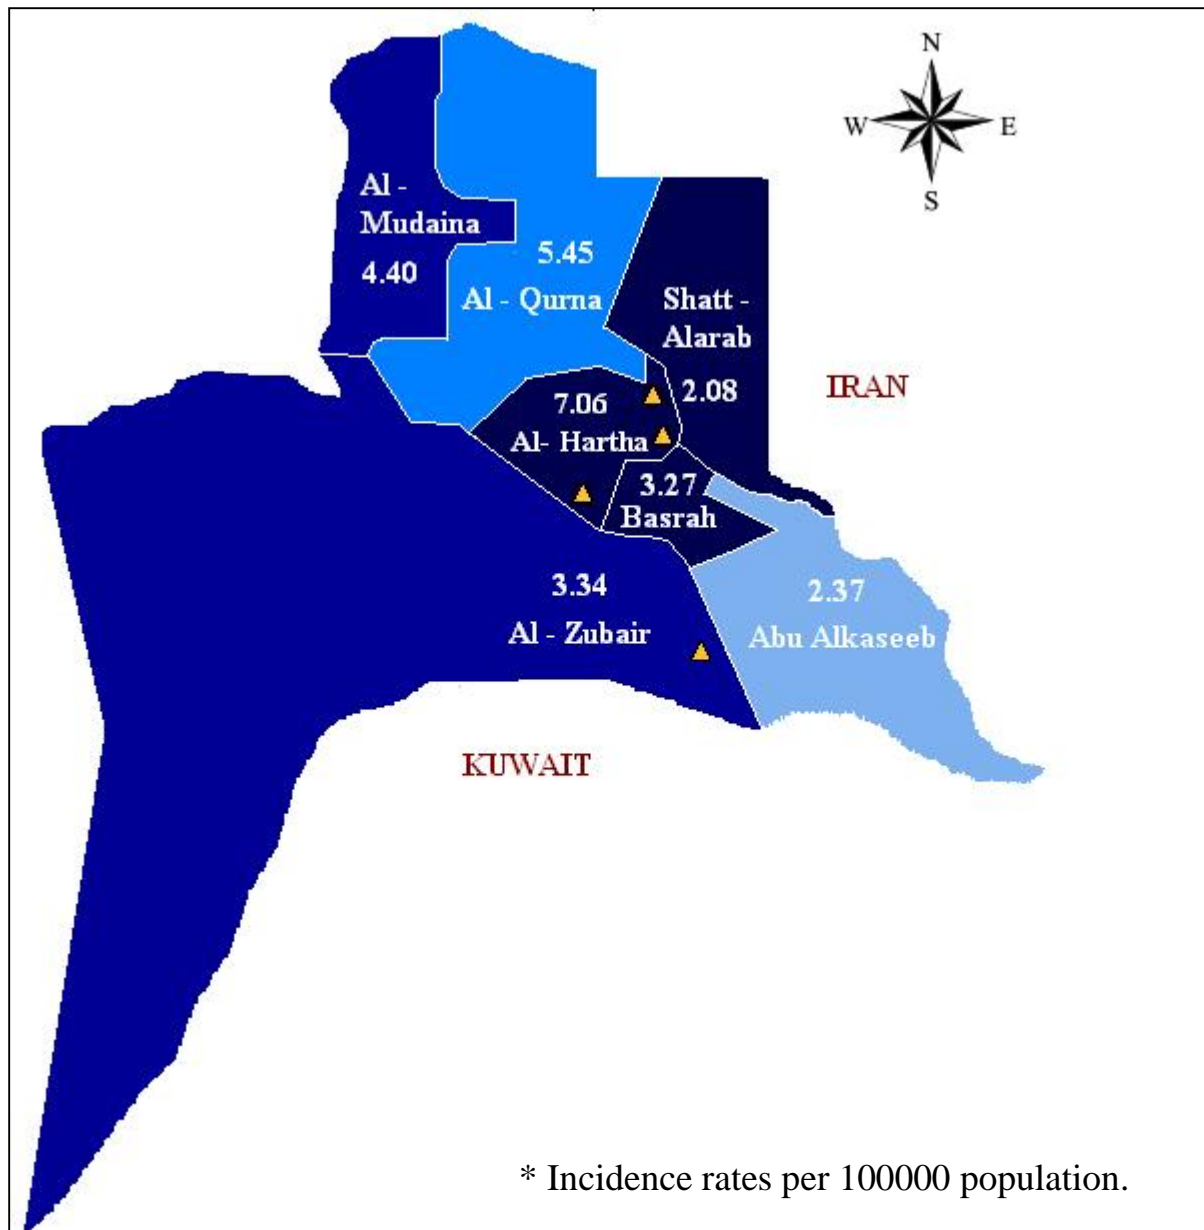 N
W
E
S
Al -
Mudaina
4.40
5.45
Al - Qurna
Shatt -
Alarab
2.08
IRAN
7.06
Al- Hartha
3.27
Basrah
3.34
Al - Zubair
2.37
Abu Alkaseeb
KUWAIT
* Incidence rates per 100000 population.